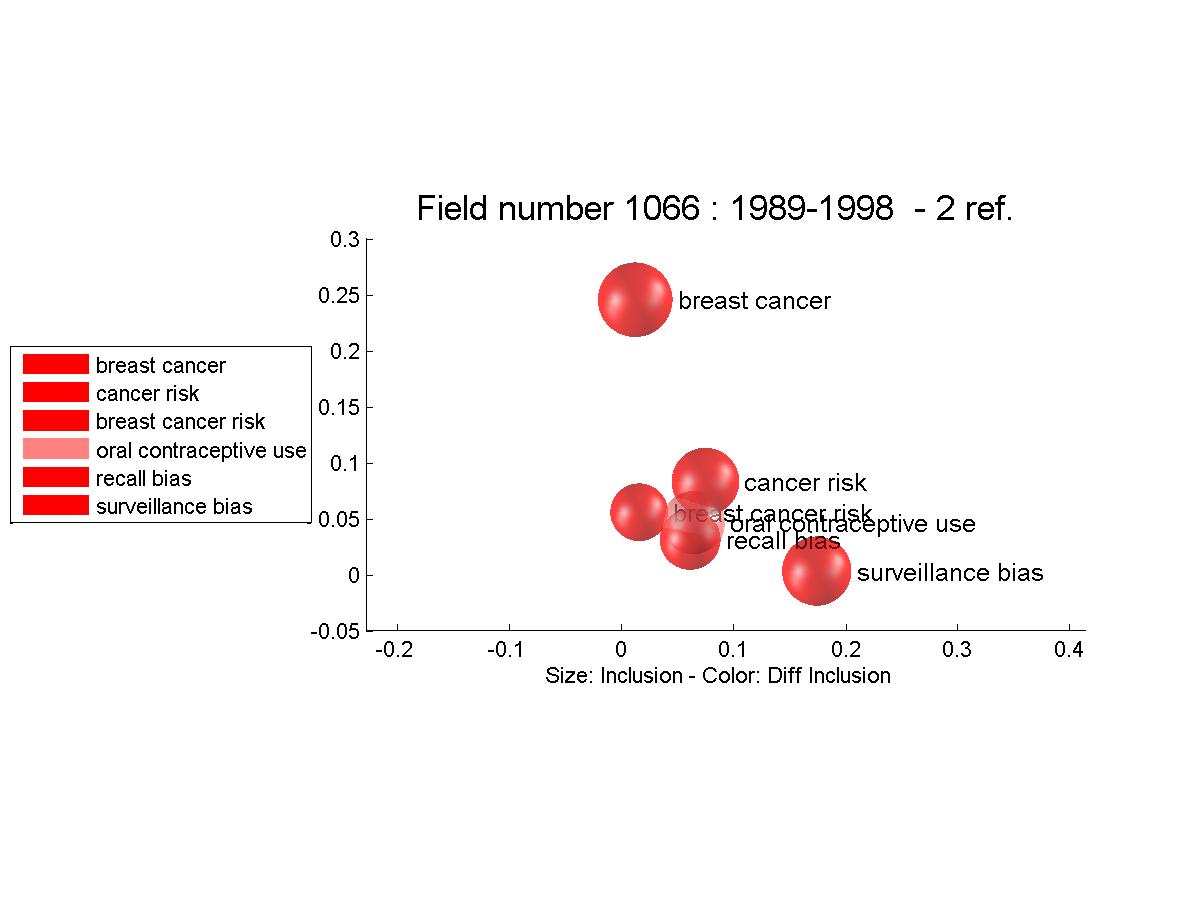 Field number 1066 : 1989-1998 - 2 ref.
0.3
0.25
0.2
0.15
0.1
0.05
0
-0.05
-0.2
-0.1
0
0.1
0.2
0.3
0.4
Size: Inclusion - Color: Diff Inclusion
breast cancer
cancer risk
breast cancer risk
oral contraceptive use
recall bias
surveillance bias
breast cancer
cancer risk
breast cancer risk
oral contraceptive use
recall bias
surveillance bias